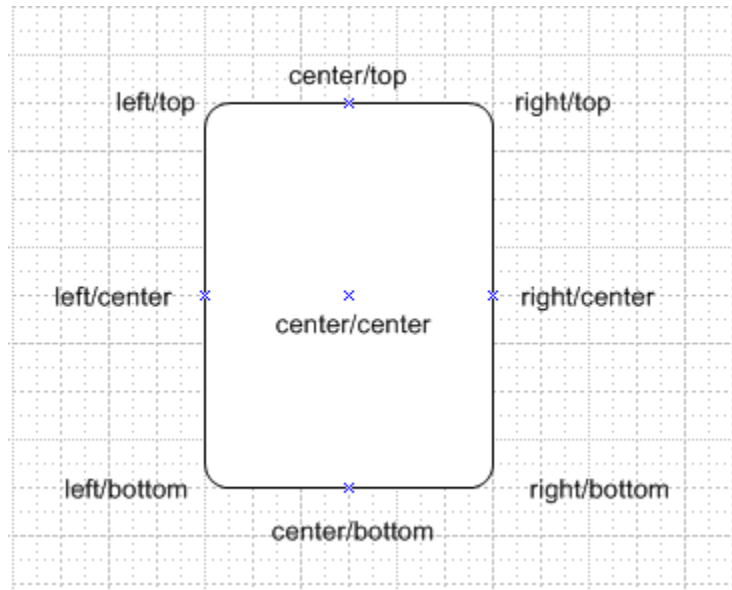 center/top
left/top
right/top
left/center
right/center
center/center
left/bottom
right/bottom
center/bottom